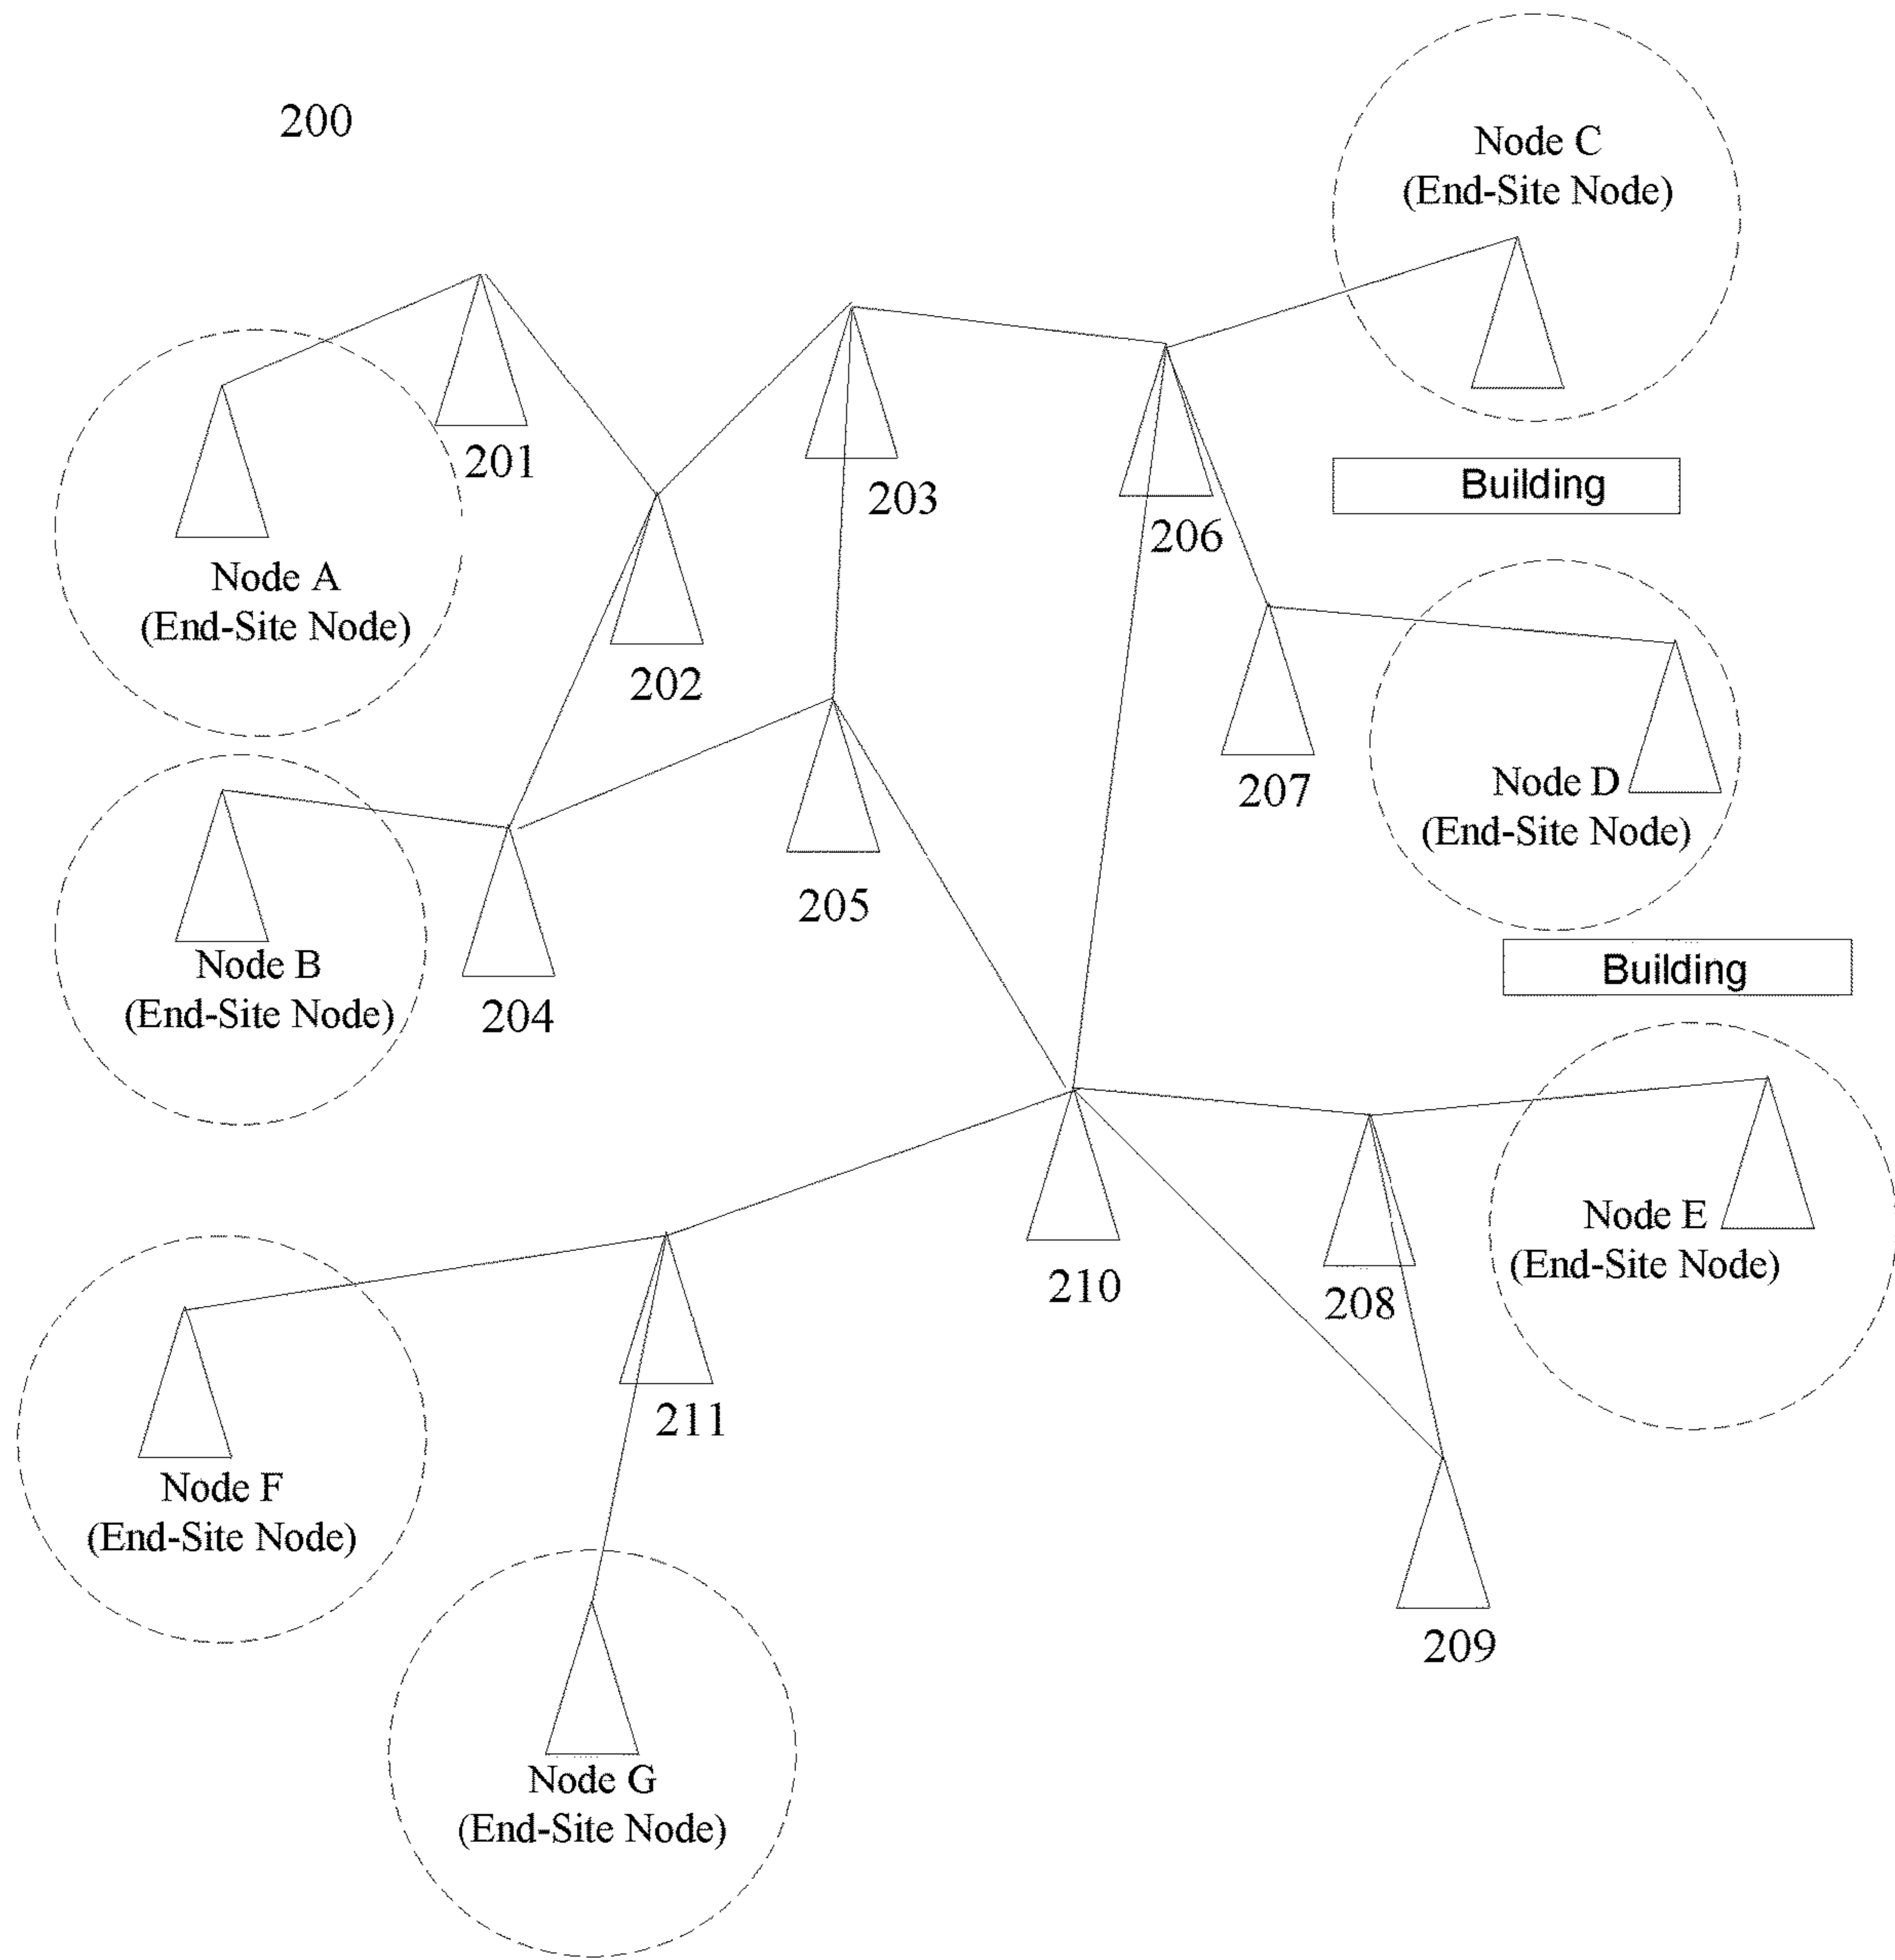 200
Node C
(End-Site Node)
201
203
Building
206
Node A
(End-Site Node)
202
207
Node D
(End-Site Node)
205
Node B
(End-Site Node)
204
Building
Node E
(End-Site Node)
210
208
211
Node F
(End-Site Node)
209
Node G
(End-Site Node)